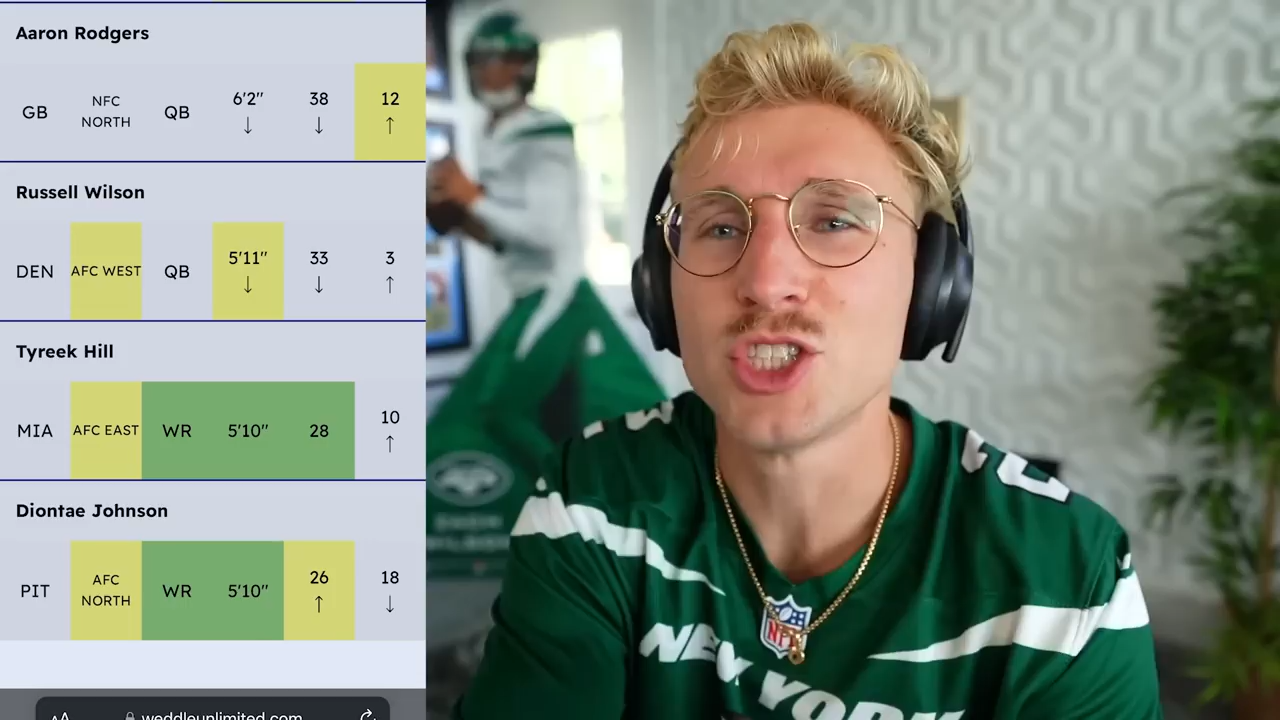 Aaron Rodgers
GB NFC NORTH QB 6'2" ↓ 38 ↓ 12 ↑
Russell Wilson
DEN AFC WEST QB 5'11" ↓ 33 ↓ 3 ↑
Tyreek Hill
MIA AFC EAST WR 5'10" 28 10 ↑
Diontae Johnson
PIT AFC NORTH WR 5'10" 26 ↑ 18 ↓
AA weddleunlimited.com
NFL
NEW YORK
2